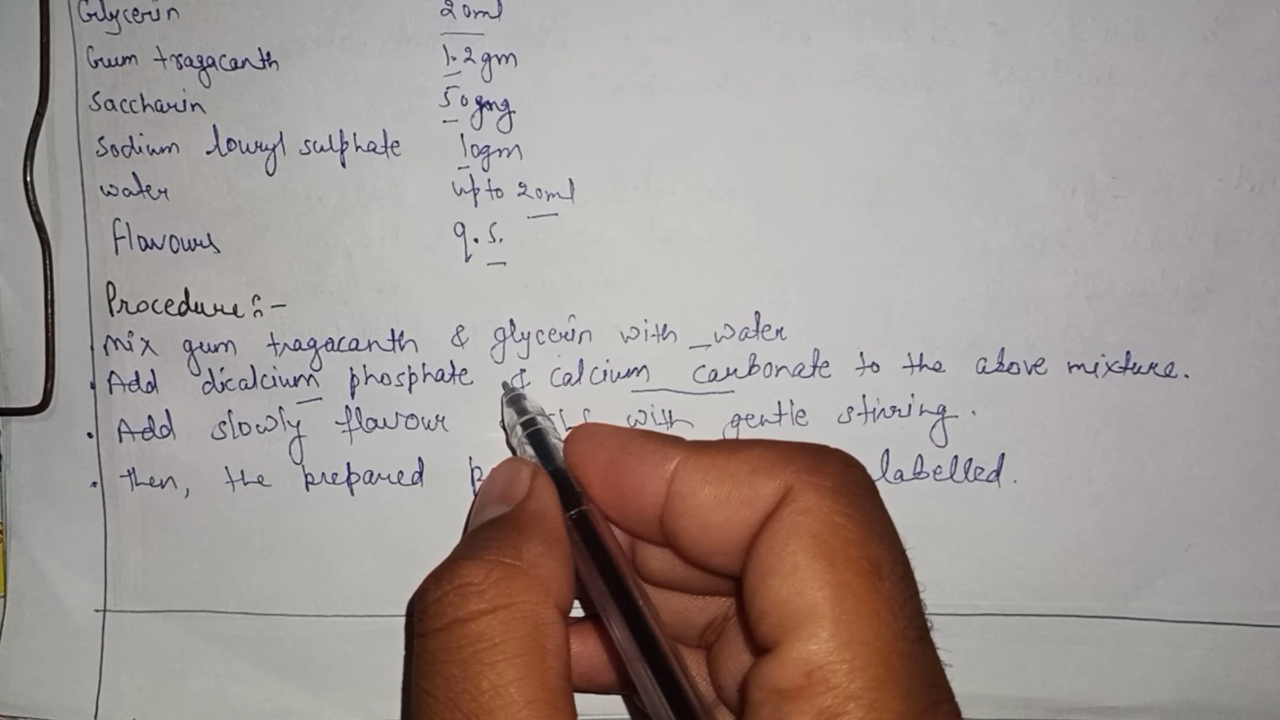 Glycerin 20ml
Gum tragacanth 1.2gm
Saccharin 50gmg
Sodium lowryl sulphate 10gm
water up to 20ml
flavours q.s.
Procedure:-
Mix gum tragacanth & glycerin with water
. Add dicalcium phosphate & calcium carbonate to the above mixture.
. Add slowly flavour with gentle stirring.
. then, the prepared labelled.